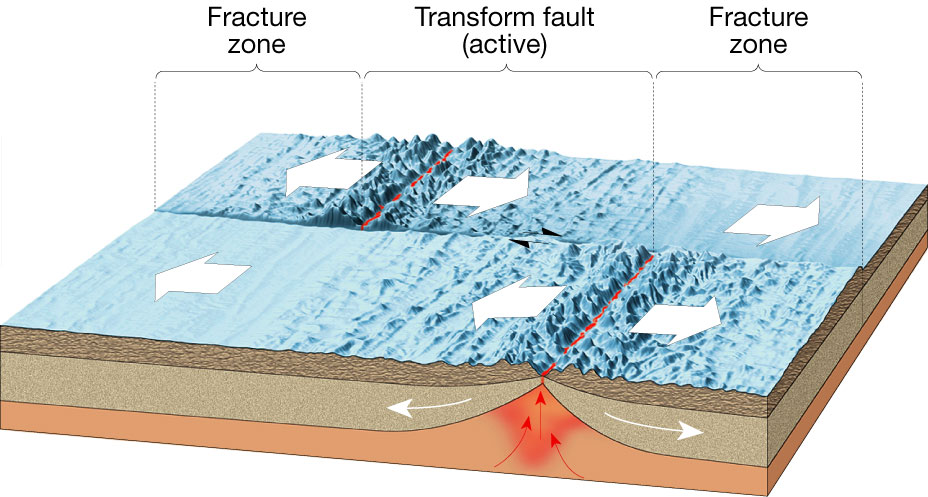 Fracture
zone
Transform fault
(active)
Fracture
zone